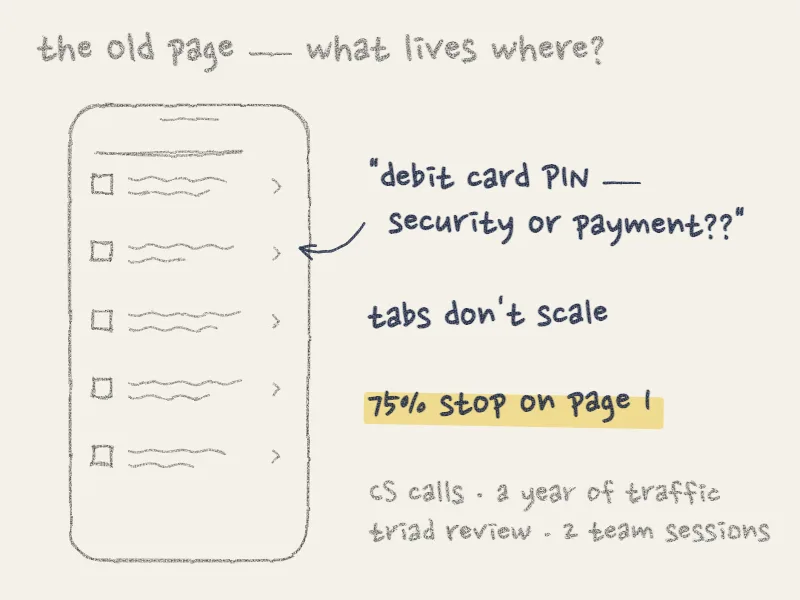 the old page — what lives where?
"debit card PIN —
security or payment??"
tabs don't scale
75% stop on page 1
CS calls · a year of traffic
triad review · 2 team sessions